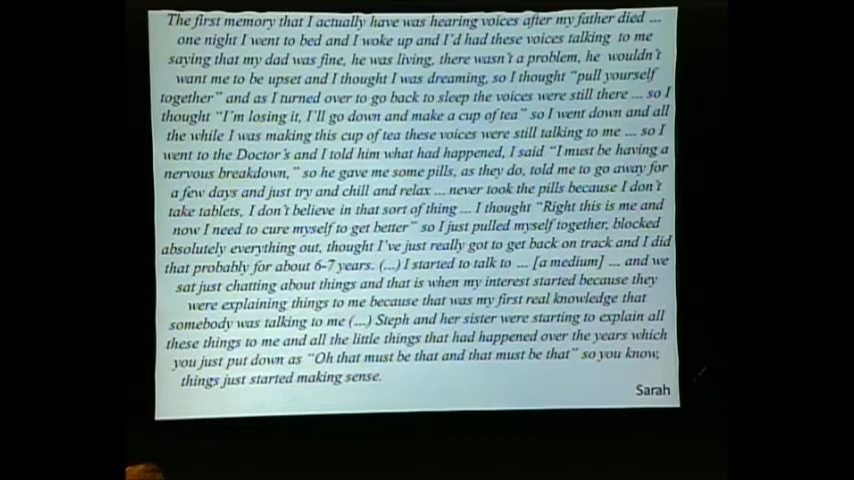 The first memory that I actually have was hearing voices after my father died ...
one night I went to bed and I woke up and I'd had these voices talking to me
saying that my dad was fine, he was living, there wasn't a problem, he wouldn't
want me to be upset and I thought I was dreaming, so I thought "pull yourself
together" and as I turned over to go back to sleep the voices were still there ... so I
thought "I'm losing it, I'll go down and make a cup of tea" so I went down and all
the while I was making this cup of tea these voices were still talking to me ... so I
went to the Doctor's and I told him what had happened, I said "I must be having a
nervous breakdown," so he gave me some pills, as they do, told me to go away for
a few days and just try and chill and relax ... never took the pills because I don't
take tablets, I don't believe in that sort of thing ... I thought "Right this is me and
now I need to cure myself to get better" so I just pulled myself together, blocked
absolutely everything out, thought I've just really got to get back on track and I did
that probably for about 6-7 years. (...) I started to talk to ... [a medium] ... and we
sat just chatting about things and that is when my interest started because they
were explaining things to me because that was my first real knowledge that
somebody was talking to me (...) Steph and her sister were starting to explain all
these things to me and all the little things that had happened over the years which
you just put down as "Oh that must be that and that must be that" so you know,
things just started making sense.
Sarah